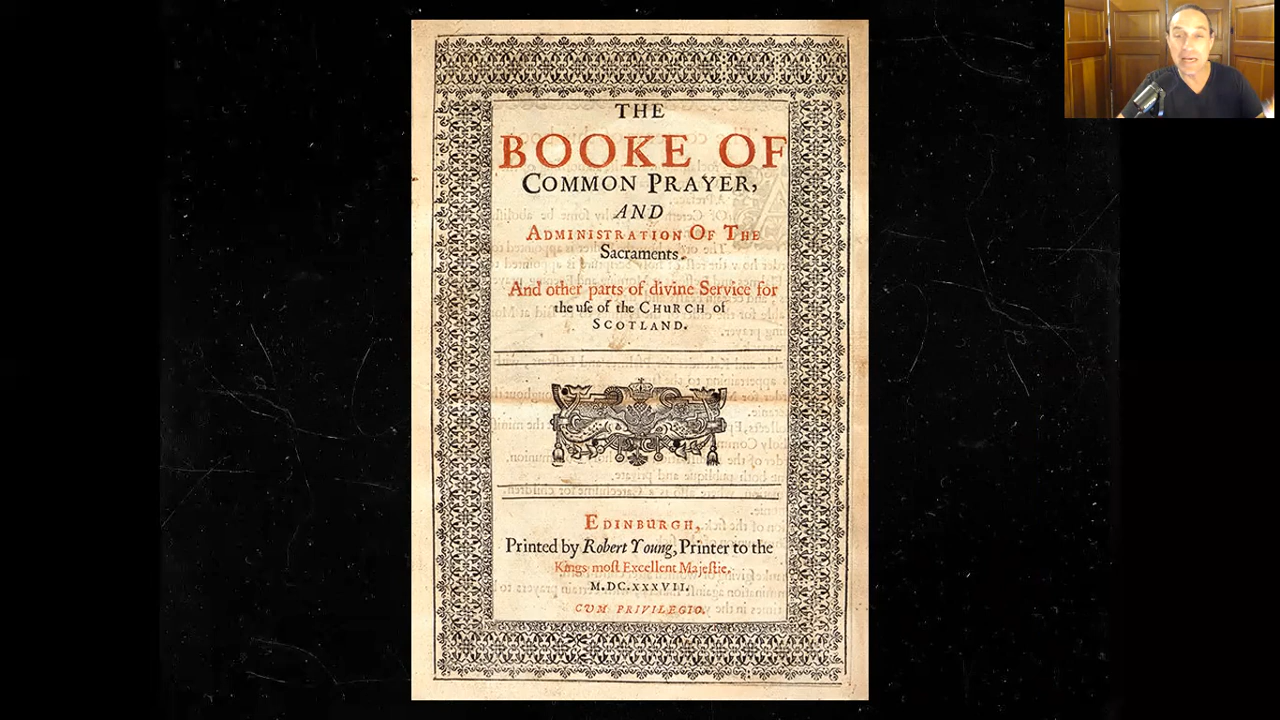 THE
BOOKE OF
COMMON PRAYER,
AND
ADMINISTRATION OF THE
Sacraments.
And other parts of divine Service for
the uſe of the CHURCH of
SCOTLAND.
EDINBURGH,
Printed by Robert Young, Printer to the
Kings moſt Excellent Majeſtie.
M.DC.XXXVII.
CVM PRIVILEGIO.